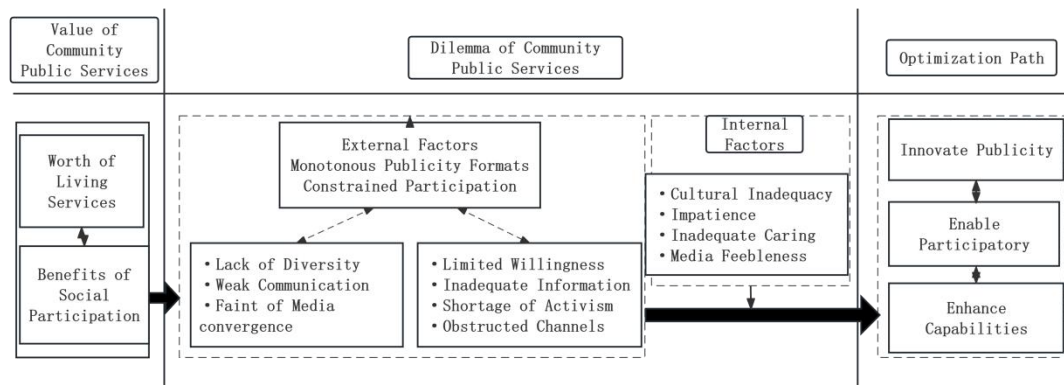 Value of
Community
Public Services
Dilemma of Community
Public Services
Optimization Path
Worth of
Living
Services
Benefits of
Social
Participation
External Factors
Monotonous Publicity Formats
Constrained Participation
• Lack of Diversity
• Weak Communication
• Faint of Media
convergence
• Limited Willingness
• Inadequate Information
• Shortage of Activism
• Obstructed Channels
Internal
Factors
• Cultural Inadequacy
• Impatience
• Inadequate Caring
• Media Feebleness
Innovate Publicity
Enable
Participatory
Enhance
Capabilities